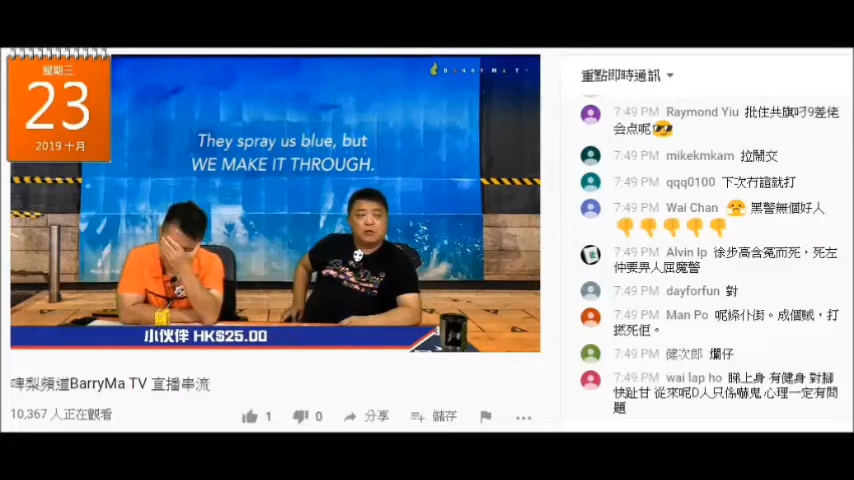 星期三
23
2019 十月
BARRYMA TV
They spray us blue, but
WE MAKE IT THROUGH.
小伙伴 HK$25.00
啤梨頻道BarryMa TV 直播串流
10,367 人正在觀看
1
0
分享
儲存
重點即時通訊
7:49 PM Raymond Yiu 批住共旗叼9差佬
会点呢
7:49 PM mikekmkam 拉鬧交
7:49 PM qqq0100 下次冇證就打
7:49 PM Wai Chan 黑警無個好人
7:49 PM Alvin Ip 徐步高含冤而死，死左
仲要畀人屈魔警
7:49 PM dayforfun 對
7:49 PM Man Po 呢條仆街。成個賊，打
撚死佢。
7:49 PM 健次郎 爛仔
7:49 PM wai lap ho 睇上身 有健身 對腳
快趾甘 從來呢D人只係嚇鬼 心理一定有問
題